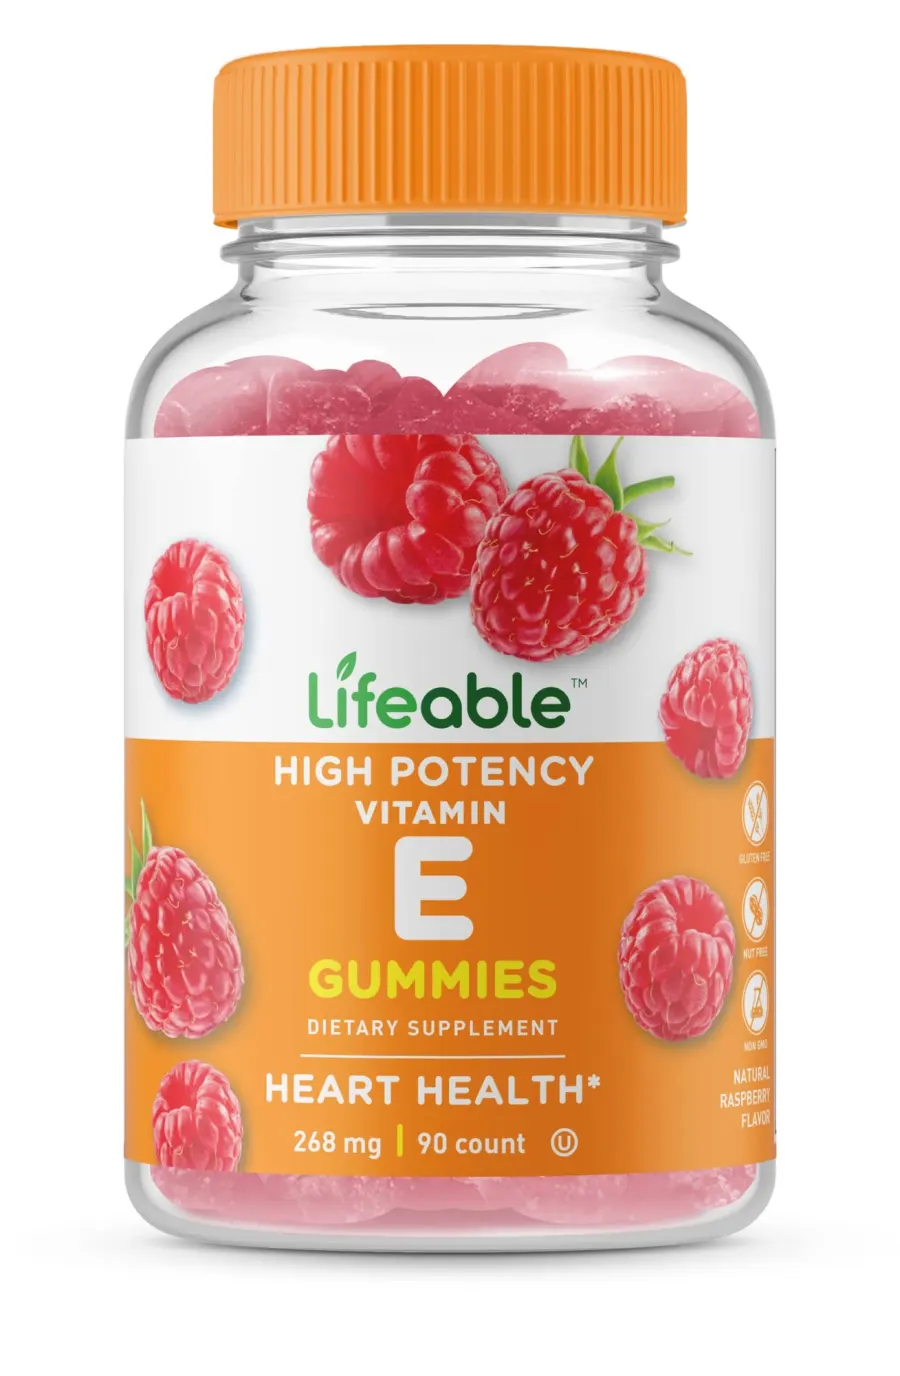 Lifeable™
HIGH POTENCY
VITAMIN
E
GUMMIES
DIETARY SUPPLEMENT
HEART HEALTH*
268 mg | 90 count Ⓤ
GLUTEN FREE
NUT FREE
NON GMO
NATURAL
RASPBERRY
FLAVOR